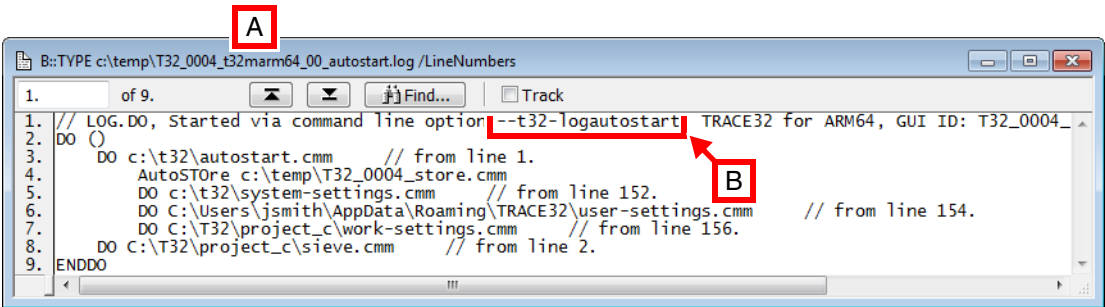 A
B::TYPE c:\temp\T32_0004_t32marm64_00_autostart.log /LineNumbers
1. of 9. Find... Track
1. // LOG.DO, Started via command line option --t32-logautostart TRACE32 for ARM64, GUI ID: T32_0004_
2. DO ()
3. DO c:\t32\autostart.cmm // from line 1.
4. AutoSTOre c:\temp\T32_0004_store.cmm
B
5. DO c:\t32\system-settings.cmm // from line 152.
6. DO C:\Users\jsmith\AppData\Roaming\TRACE32\user-settings.cmm // from line 154.
7. DO C:\T32\project_c\work-settings.cmm // from line 156.
8. DO C:\T32\project_c\sieve.cmm // from line 2.
9. ENDDO